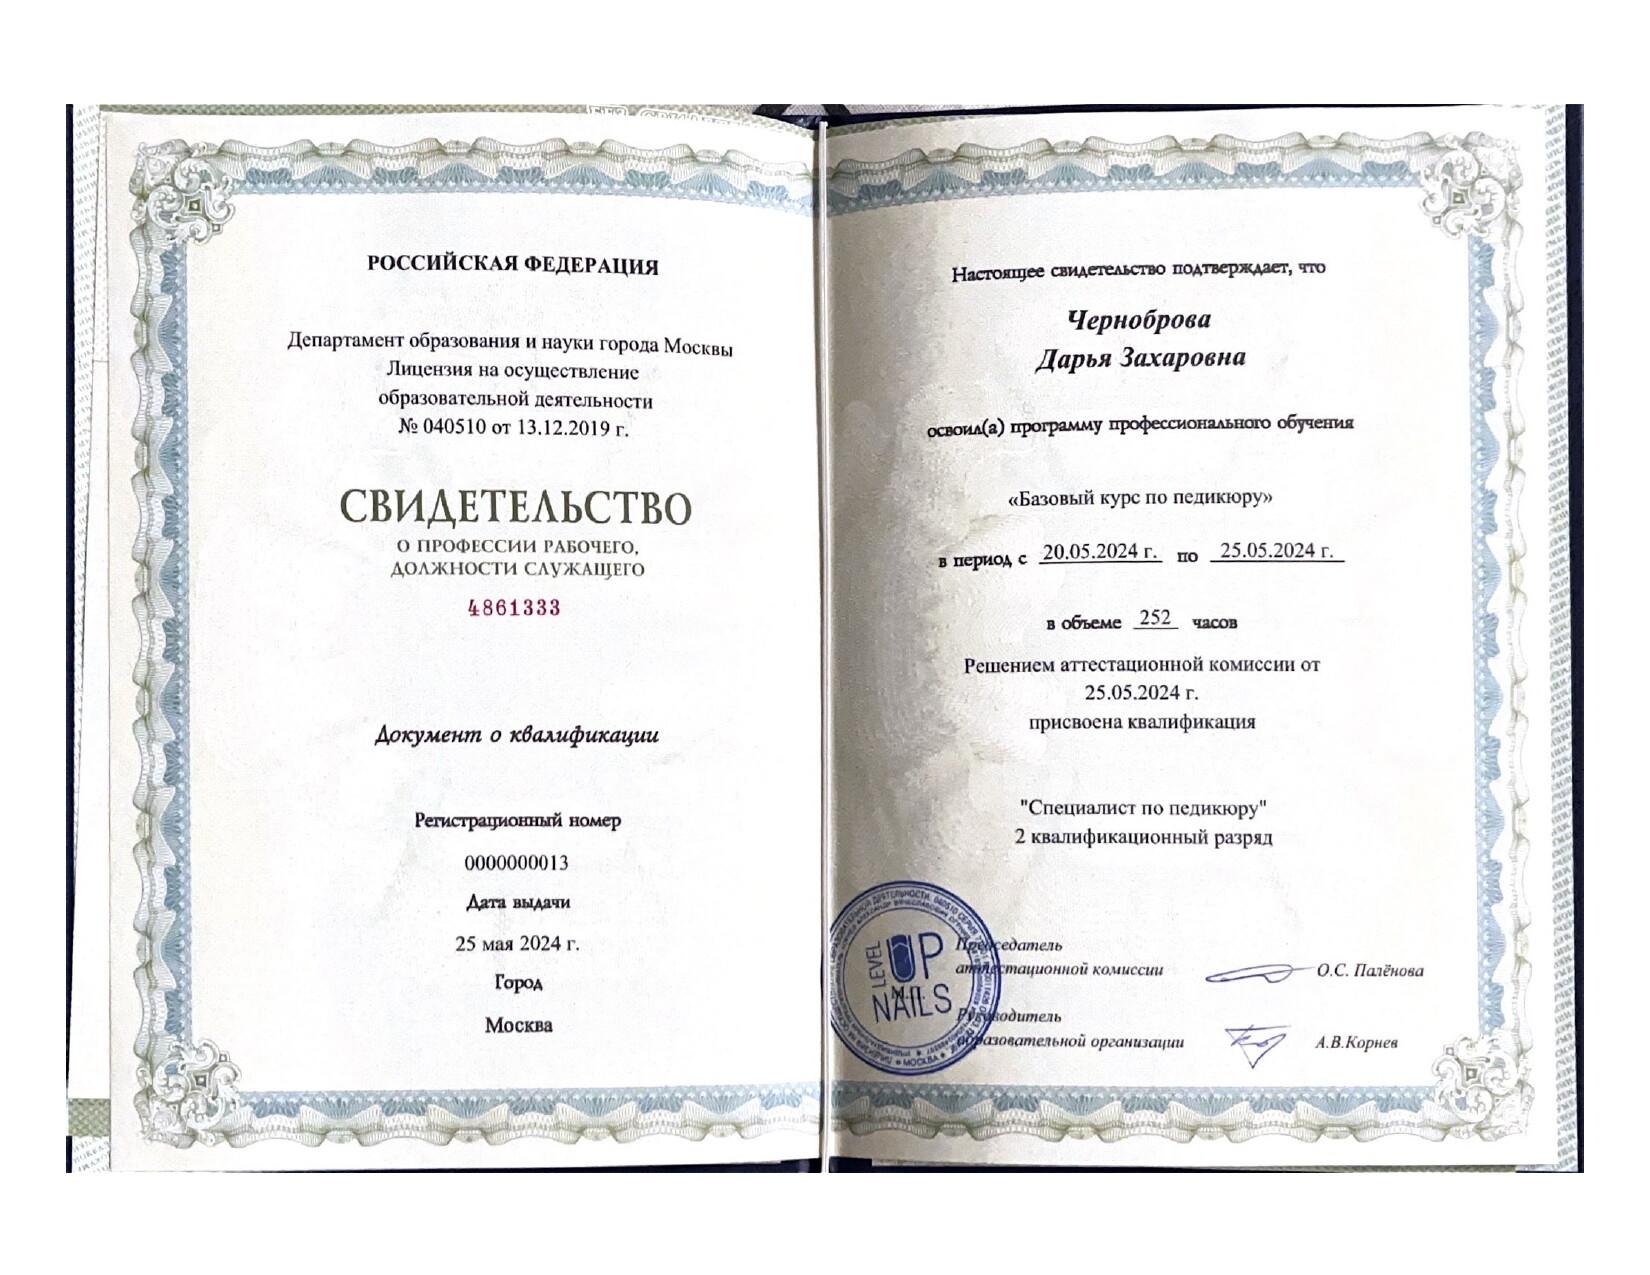 РОССИЙСКАЯ ФЕДЕРАЦИЯ
Департамент образования и науки города Москвы
Лицензия на осуществление
образовательной деятельности
№ 040510 от 13.12.2019 г.
СВИДЕТЕЛЬСТВО
О ПРОФЕССИИ РАБОЧЕГО,
ДОЛЖНОСТИ СЛУЖАЩЕГО
4861333
Документ о квалификации
Регистрационный номер
0000000013
Дата выдачи
25 мая 2024 г.
Город
Москва
Настоящее свидетельство подтверждает, что
Черноброва
Дарья Захаровна
освоил(а) программу профессионального обучения
«Базовый курс по педикюру»
в период с 20.05.2024 г. по 25.05.2024 г.
в объеме 252 часов
Решением аттестационной комиссии от
25.05.2024 г.
присвоена квалификация
"Специалист по педикюру"
2 квалификационный разряд
Председатель
аттестационной комиссии О.С. Палёнова
Руководитель
образовательной организации А.В.Корнев
М.П.
LEVEL
UP
NAILS
МОСКВА